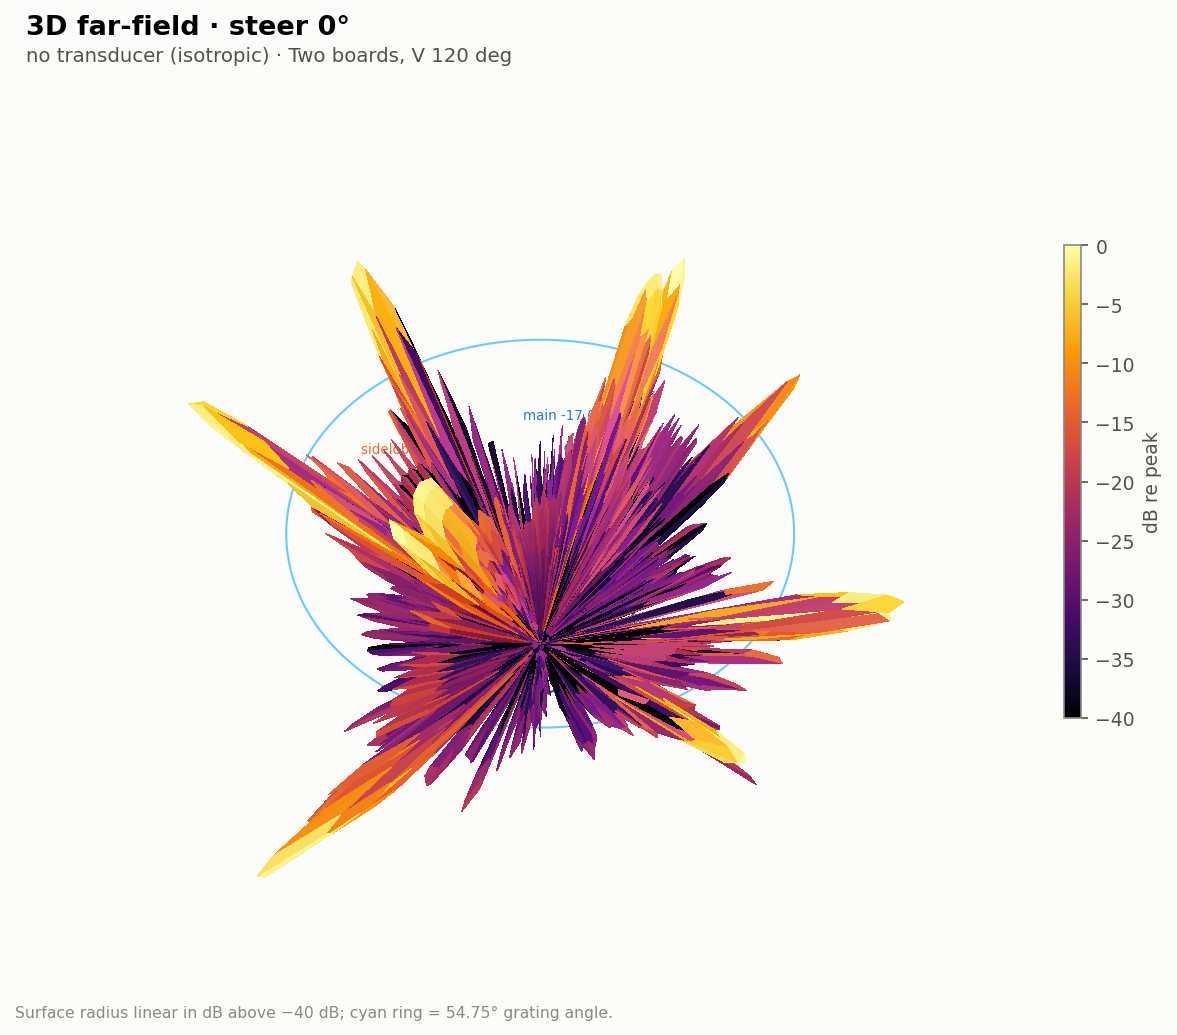 3D far-field · steer 0°
no transducer (isotropic) · Two boards, V 120 deg
0
−5
−10
−15
−20
−25
−30
−35
−40
dB re peak
main -17.
Surface radius linear in dB above −40 dB; cyan ring = 54.75° grating angle.